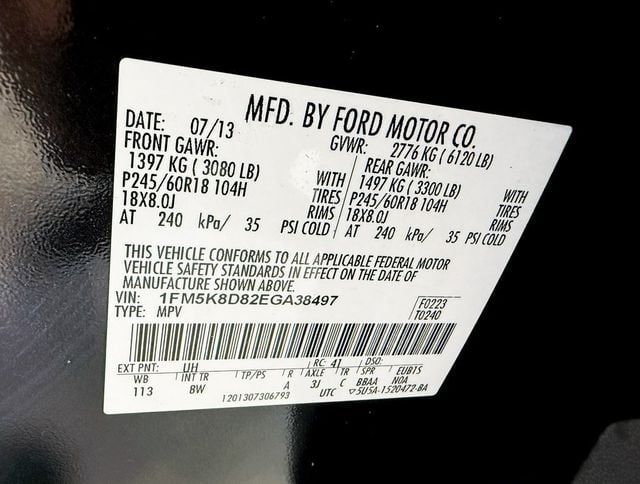 MFD. BY FORD MOTOR CO.
DATE: 07/13 GVWR: 2776 KG ( 6120 LB)
FRONT GAWR: REAR GAWR:
1397 KG ( 3080 LB) WITH 1497 KG ( 3300 LB) WITH
P245/60R18 104H TIRES P245/60R18 104H TIRES
18X8.0J RIMS 18X8.0J RIMS
AT 240 kPa/ 35 PSI COLD AT 240 kPa/ 35 PSI COLD
THIS VEHICLE CONFORMS TO ALL APPLICABLE FEDERAL MOTOR
VEHICLE SAFETY STANDARDS IN EFFECT ON THE DATE OF
MANUFACTURE SHOWN ABOVE.
VIN: 1FM5K8D82EGA38497 F0223
TYPE: MPV T0240
EXT PNT: UH RC: 41 DSO:
WB INT TR TP/PS R AXLE TR SPR EUB15
113 8W A 3J C BBAA NOA
1201307306793 UTC ▽5U5A-1520472-BA